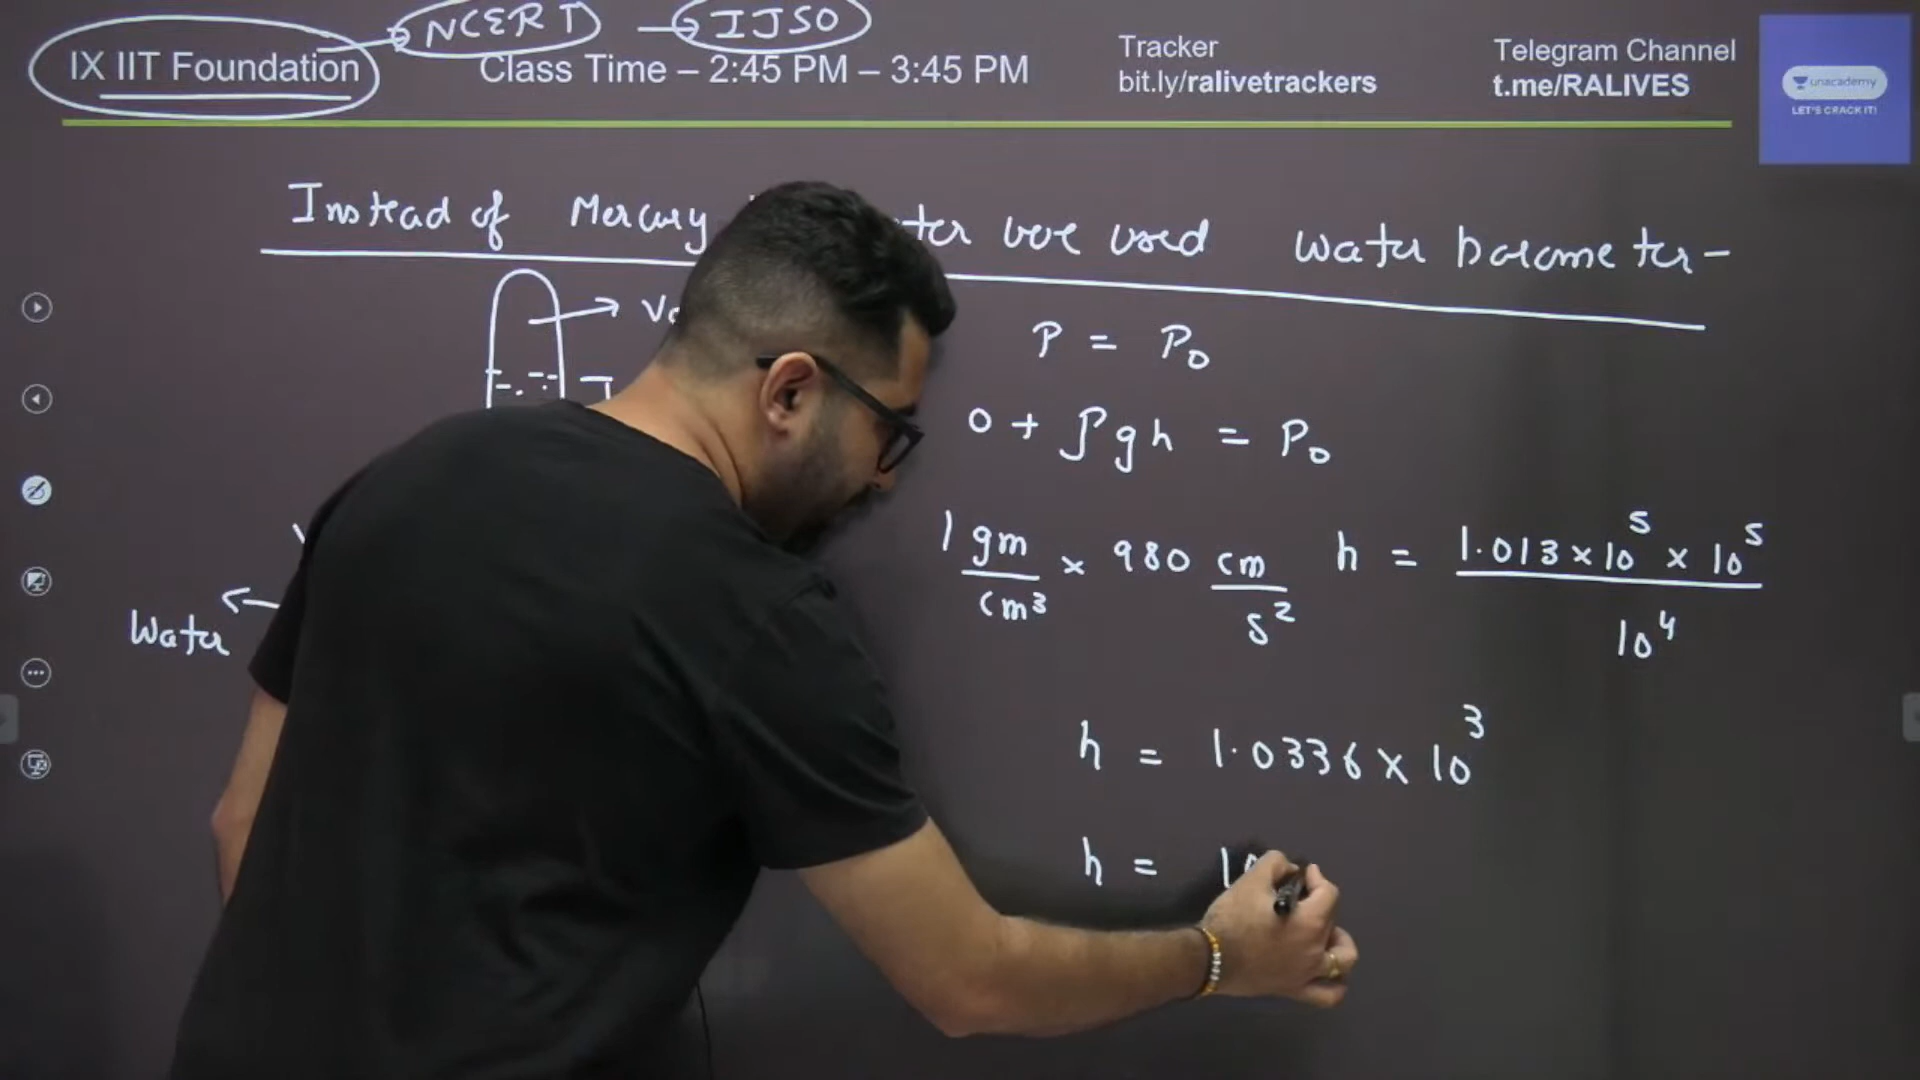 NCERT → IJSO
IX IIT Foundation
Class Time – 2:45 PM – 3:45 PM
Tracker
bit.ly/ralivetrackers
Telegram Channel
t.me/RALIVES
unacademy
LET'S CRACK IT!
Instead of Mercury we used Water barometer -
P = P₀
0 + ρgh = P₀
1 gm/cm³ × 980 cm/s² h = 1.013 × 10⁵ × 10⁵ / 10⁴
Water
h = 1.0336 × 10³
h =